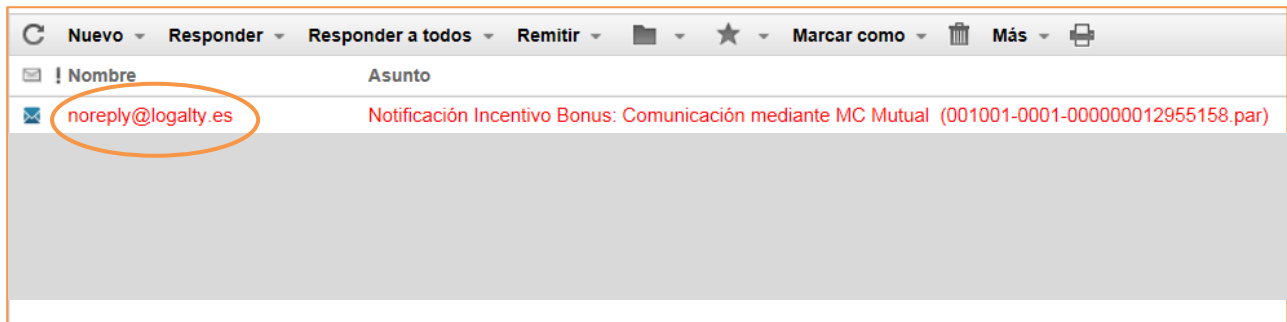 Nuevo Responder Responder a todos Remitir Marcar como Más
! Nombre Asunto
noreply@logalty.es Notificación Incentivo Bonus: Comunicación mediante MC Mutual (001001-0001-000000012955158.par)